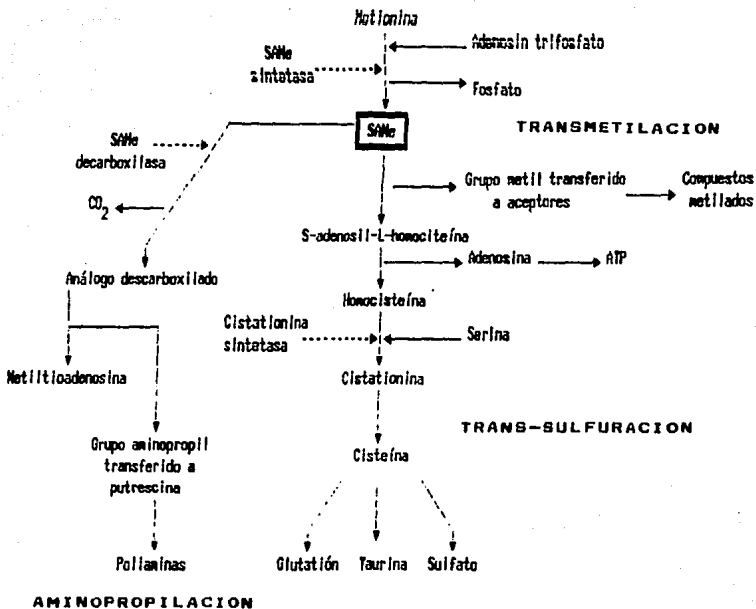 Metionina
Adenosin trifosfato
SAMe
sintetasa
Fosfato
SAMe
TRANSMETILACION
SAMe
decarboxilasa
Grupo metil transferido
a aceptores
Compuestos
metilados
CO2
S-adenosil-L-homociteína
Análogo descarboxilado
Adenosina
ATP
Homocisteína
Cistationina
sintetasa
Serina
Metiltioadenosina
Cistationina
TRANS-SULFURACION
Grupo aminopropil
transferido a
putrescina
Cisteína
Poliaminas
Glutatión
Taurina
Sulfato
AMINOPROPILACION